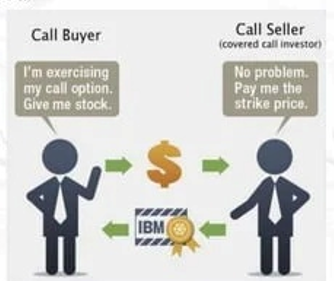 Call Buyer
Call Seller
(covered call investor)
I'm exercising
my call option.
Give me stock.
No problem.
Pay me the
strike price.
$
IBM